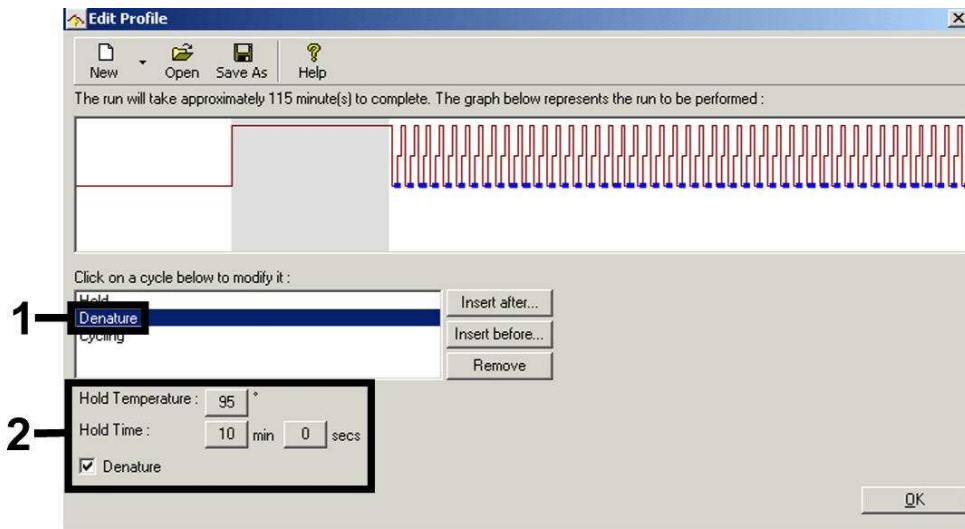 Edit Profile
New Open Save As Help
The run will take approximately 115 minute(s) to complete. The graph below represents the run to be performed :
Click on a cycle below to modify it :
Hold
Insert after...
1
Denature
Cycling
Insert before...
Remove
Hold Temperature : 95 °
2
Hold Time : 10 min 0 secs
Denature
OK